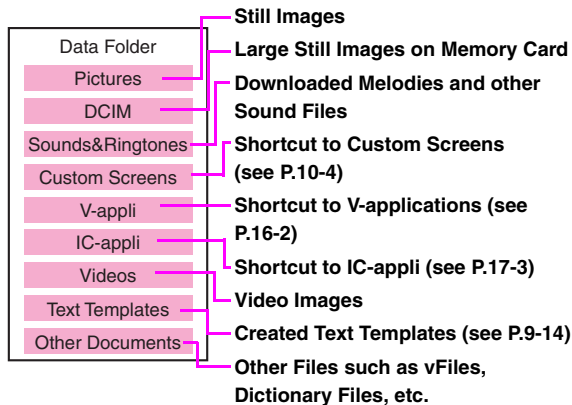 Data Folder
Pictures
DCIM
Sounds&Ringtones
Custom Screens
V-appli
IC-appli
Videos
Text Templates
Other Documents
Still Images
Large Still Images on Memory Card
Downloaded Melodies and other
Sound Files
Shortcut to Custom Screens
(see P.10-4)
Shortcut to V-applications (see
P.16-2)
Shortcut to IC-appli (see P.17-3)
Video Images
Created Text Templates (see P.9-14)
Other Files such as vFiles,
Dictionary Files, etc.